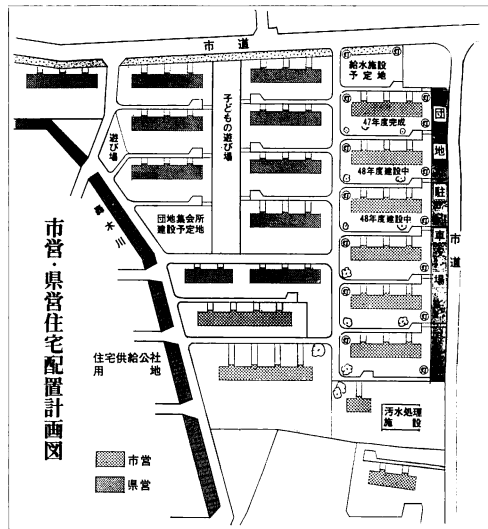 市道
給水施設
予定地
団地駐車場
47年度完成
48年度建設中
48年度建設中
子どもの遊び場
遊び場
団地集会所
建設予定地
市道
住宅供給公社
用地
汚水処理
施設
市営・県営住宅配置計画図
市営
県営